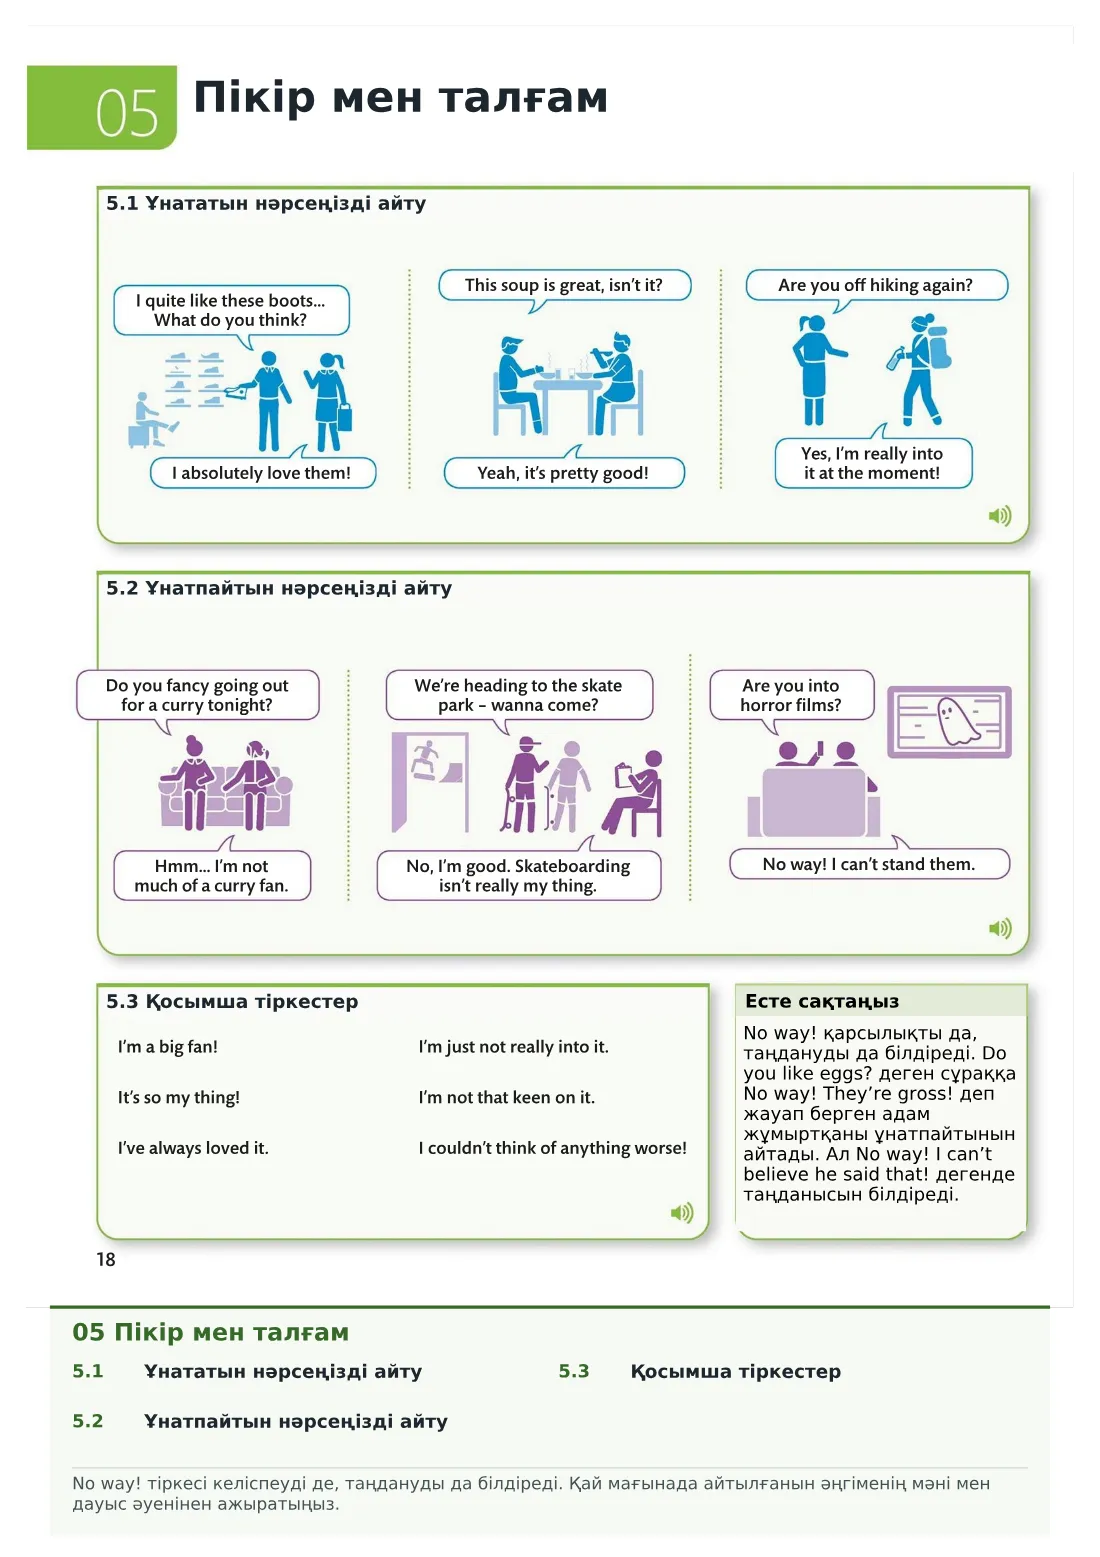 05
Пікір мен талғам
5.1 Ұнататын нәрсеңізді айту
I quite like these boots...
What do you think?
I absolutely love them!
This soup is great, isn't it?
Yeah, it's pretty good!
Are you off hiking again?
Yes, I'm really into
it at the moment!
5.2 Ұнатпайтын нәрсеңізді айту
Do you fancy going out
for a curry tonight?
Hmm... I'm not
much of a curry fan.
We're heading to the skate
park – wanna come?
No, I'm good. Skateboarding
isn't really my thing.
Are you into
horror films?
No way! I can't stand them.
5.3 Қосымша тіркестер
I'm a big fan!
It's so my thing!
I've always loved it.
I'm just not really into it.
I'm not that keen on it.
I couldn't think of anything worse!
Есте сақтаңыз
No way! қарсылықты да,
таңдануды да білдіреді. Do
you like eggs? деген сұраққа
No way! They’re gross! деп
жауап берген адам
жұмыртқаны ұнатпайтынын
айтады. Ал No way! I can’t
believe he said that! дегенде
таңданысын білдіреді.
18
05 Пікір мен талғам
5.1 Ұнататын нәрсеңізді айту
5.2 Ұнатпайтын нәрсеңізді айту
5.3 Қосымша тіркестер
No way! тіркесі келіспеуді де, таңдануды да білдіреді. Қай мағынада айтылғанын әңгіменің мәні мен
дауыс әуенінен ажыратыңыз.